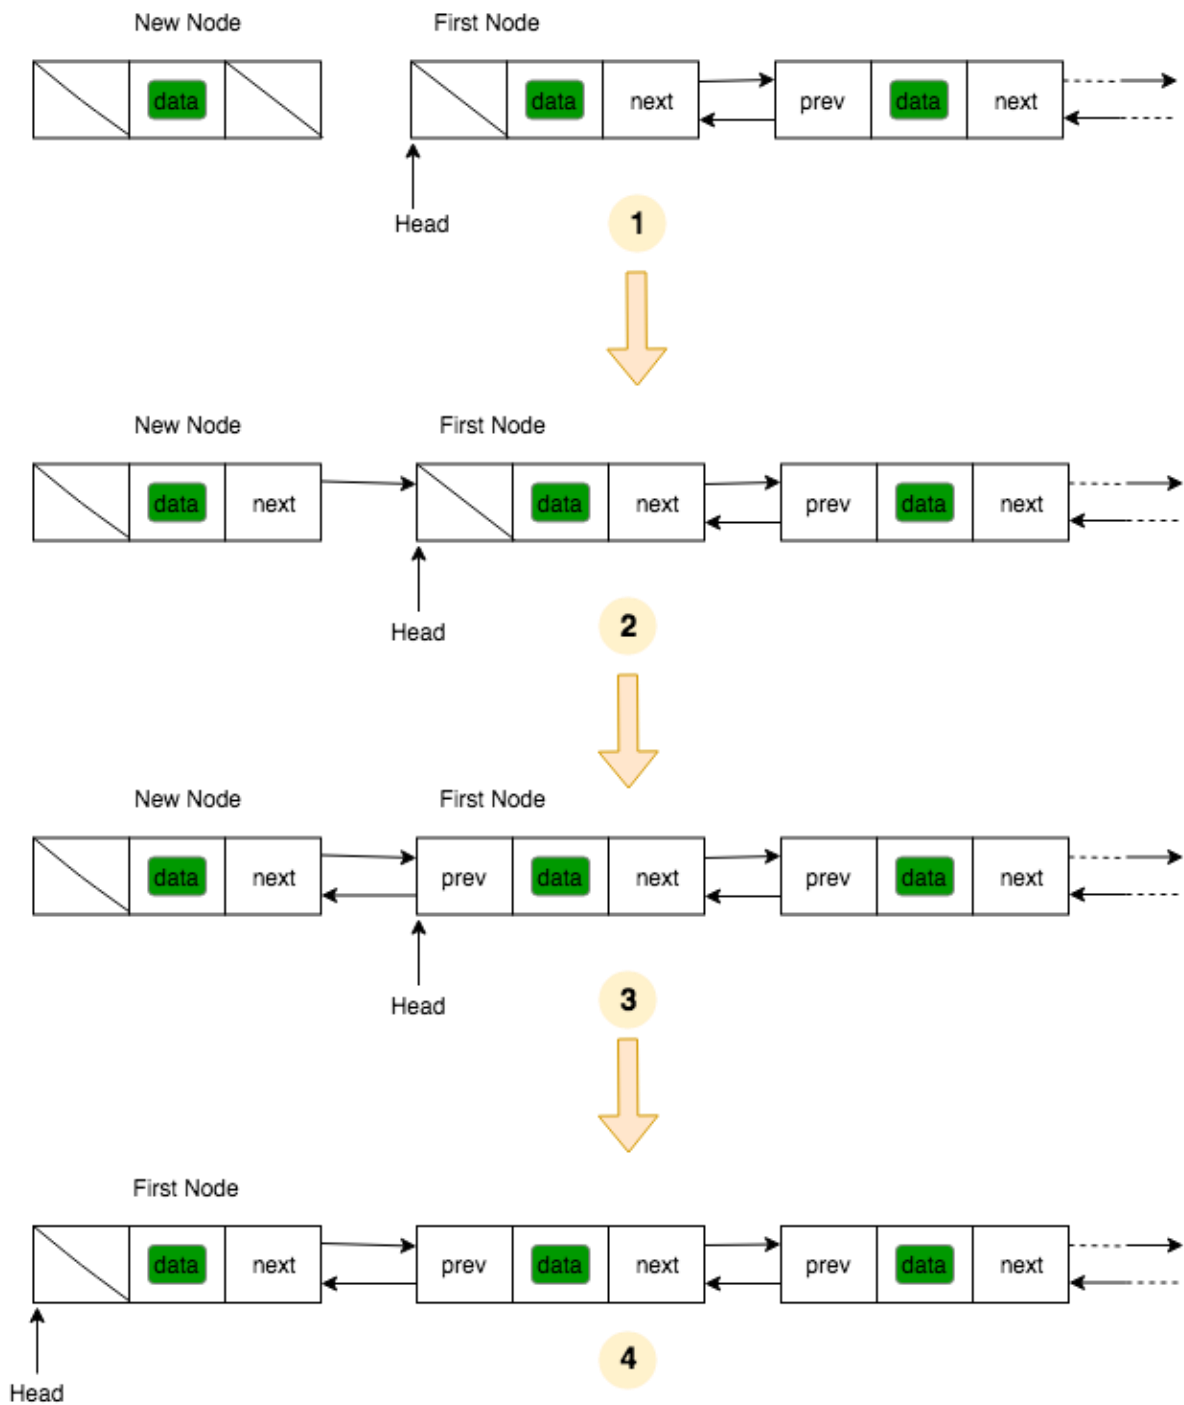 New Node First Node
data data next prev data next
Head
1
New Node First Node
data next data next prev data next
Head
2
New Node First Node
data next prev data next prev data next
Head
3
First Node
data next prev data next prev data next
4
Head